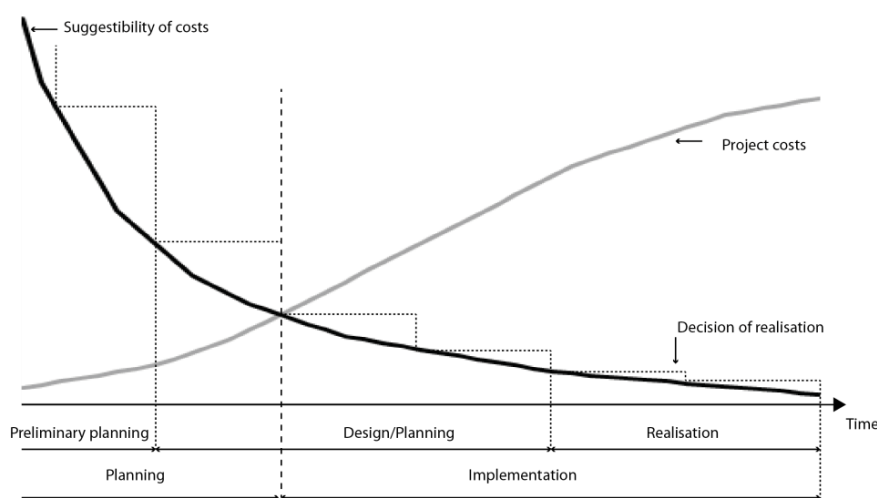 Suggestibility of costs
Project costs
Decision of realisation
Time
Preliminary planning
Design/Planning
Realisation
Planning
Implementation